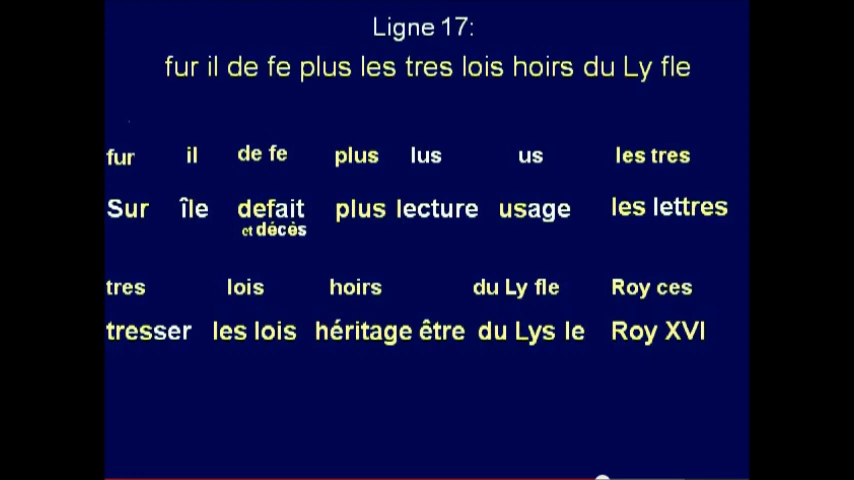 Ligne 17:
fur il de fe plus les tres lois hoirs du Ly fle
fur il de fe plus lus us les tres
Sur île defait plus lecture usage les lettres
et décès
tres lois hoirs du Ly fle Roy ces
tresser les lois héritage être du Lys le Roy XVI